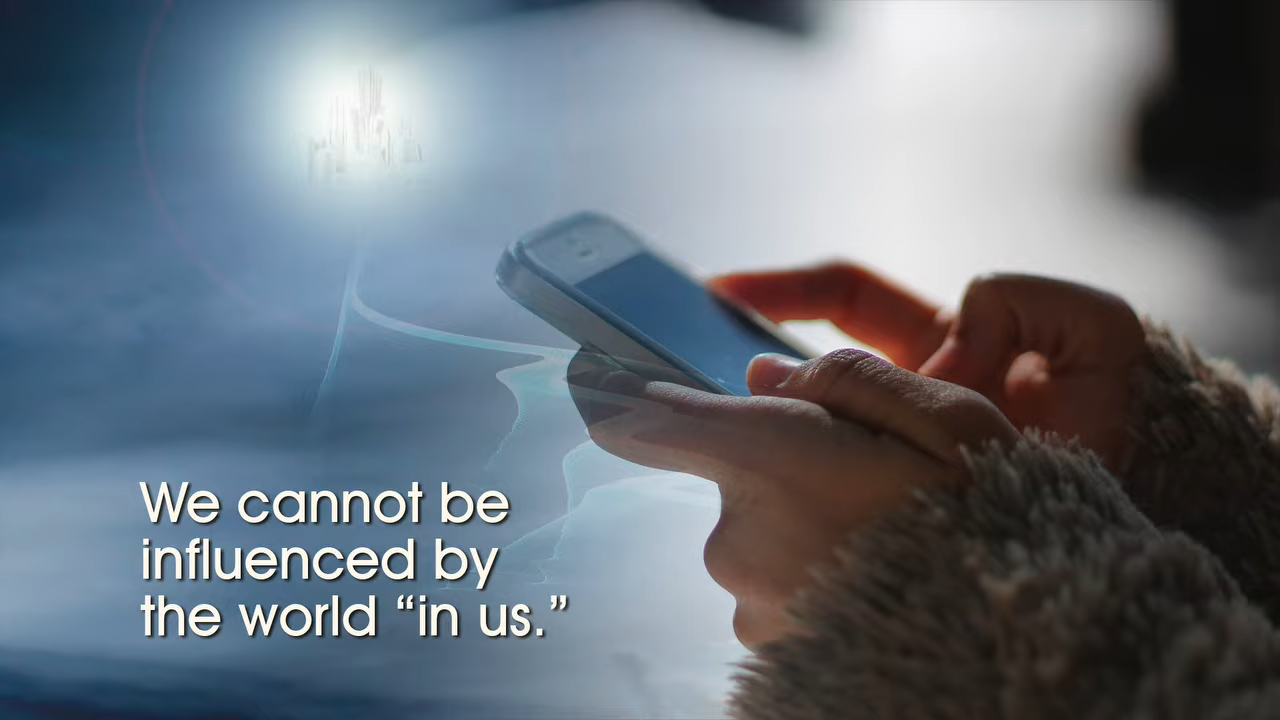 We cannot be
influenced by
the world “in us.”